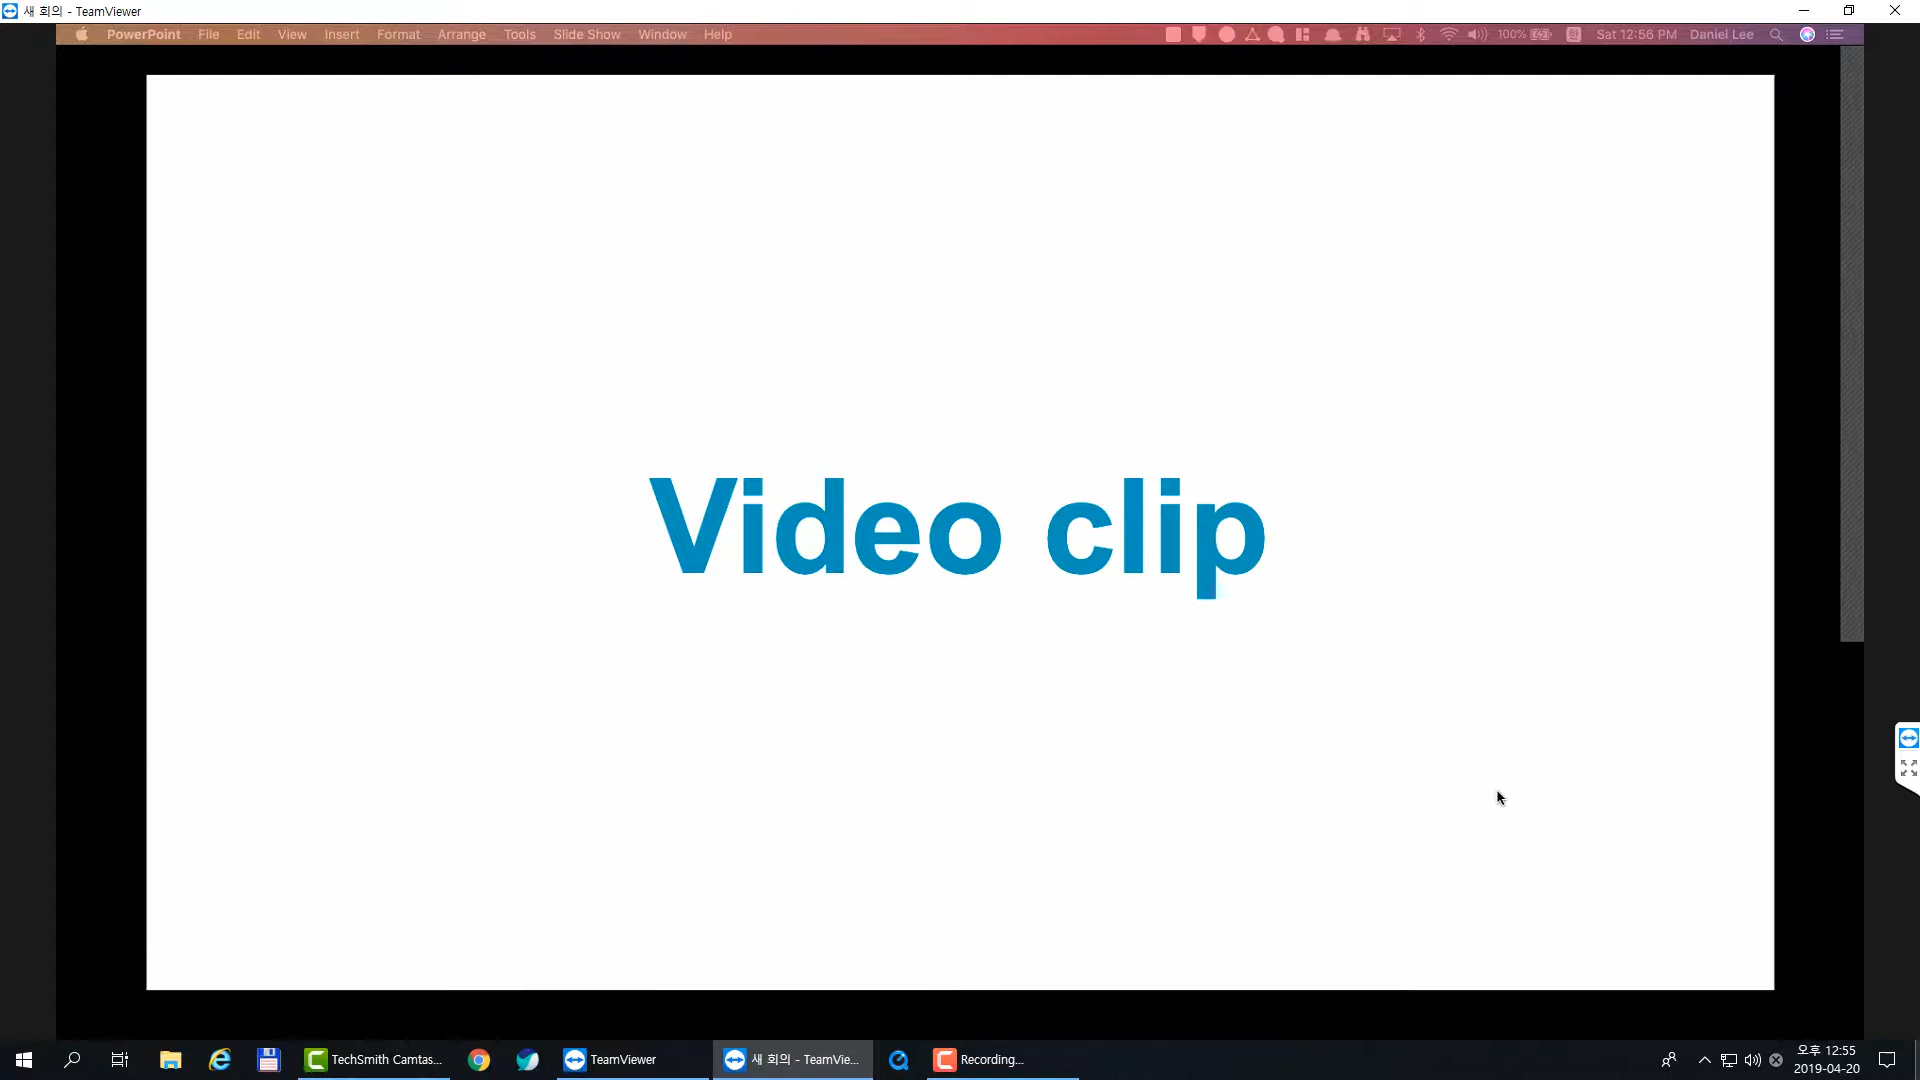 새 회의 - TeamViewer
PowerPoint File Edit View Insert Format Arrange Tools Slide Show Window Help 100% Sat 12:56 PM Daniel Lee
Video clip
TechSmith Camtas... TeamViewer 새 회의 - TeamVie... Recording...
오후 12:55
2019-04-20